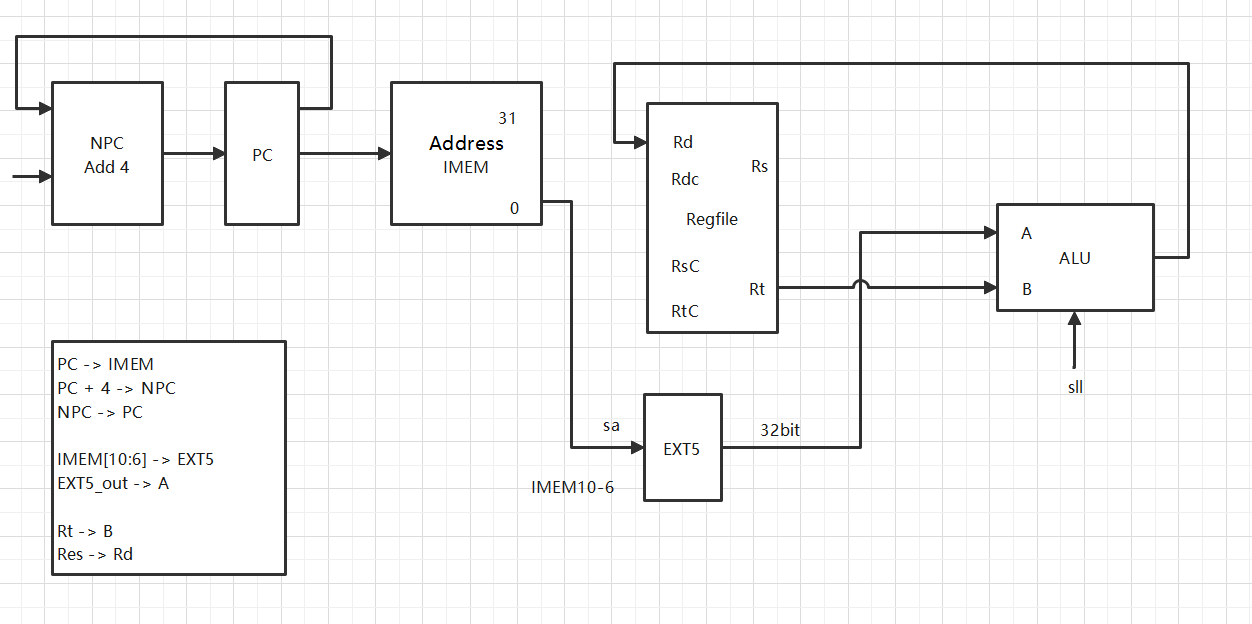 NPC
Add 4
PC
31
Address
IMEM
0
Rd
Rs
Rdc
Regfile
RsC
Rt
RtC
A
ALU
B
sll
sa
EXT5
32bit
IMEM10-6
PC -> IMEM
PC + 4 -> NPC
NPC -> PC
IMEM[10:6] -> EXT5
EXT5_out -> A
Rt -> B
Res -> Rd